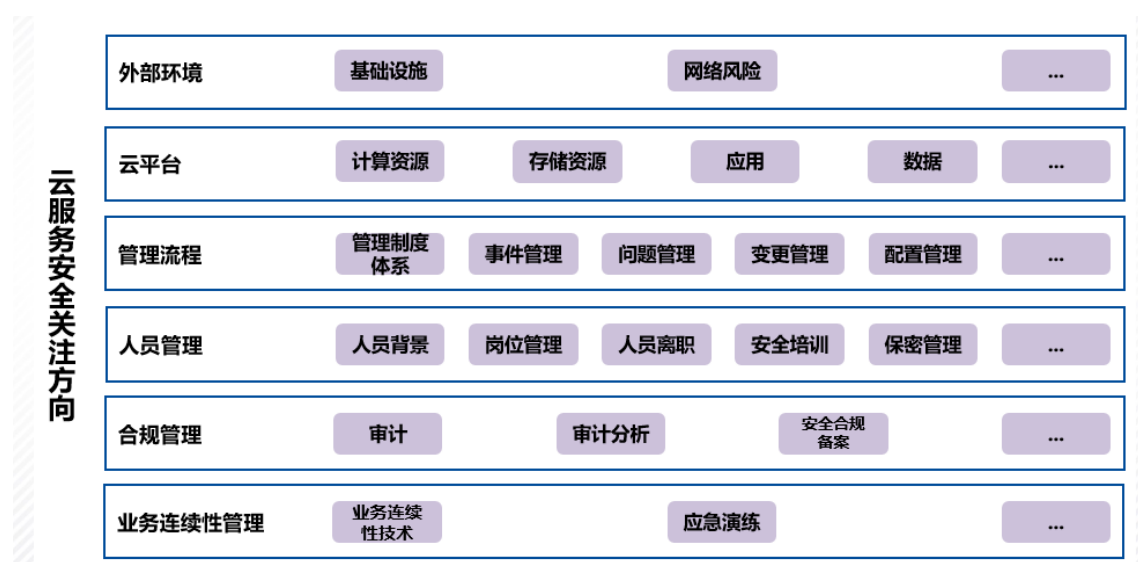 云服务安全关注方向
外部环境
基础设施
网络风险
...
云平台
计算资源
存储资源
应用
数据
...
管理流程
管理制度
体系
事件管理
问题管理
变更管理
配置管理
...
人员管理
人员背景
岗位管理
人员离职
安全培训
保密管理
...
合规管理
审计
审计分析
安全合规
备案
...
业务连续性管理
业务连续
性技术
应急演练
...